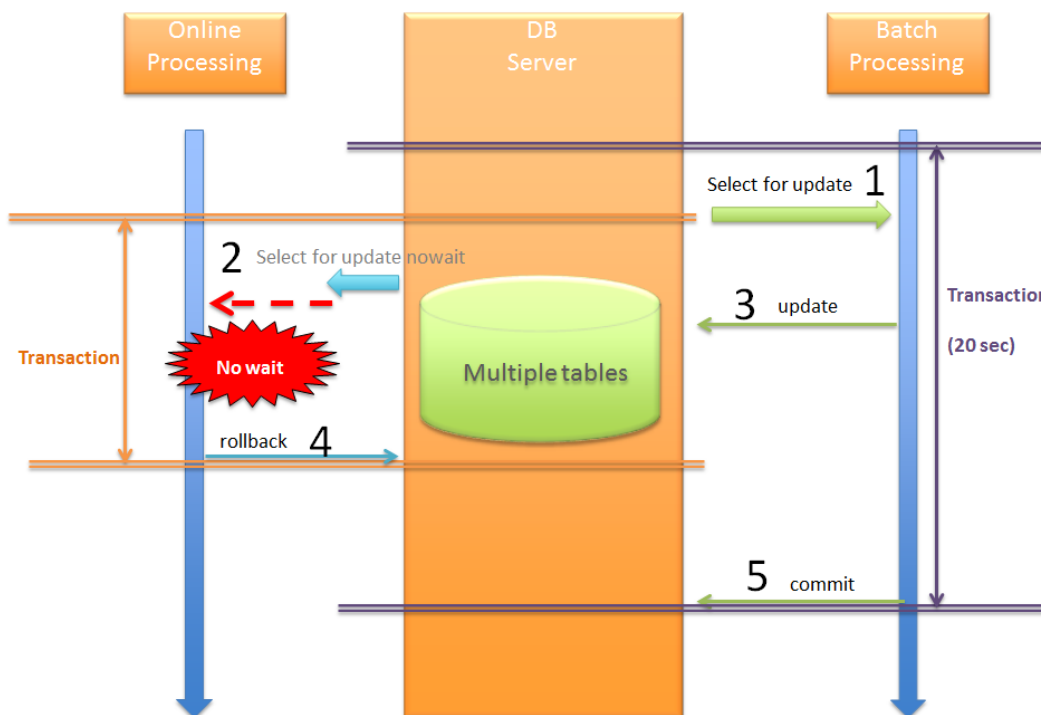 Online
Processing
DB
Server
Batch
Processing
Select for update 1
2 Select for update nowait
3 update
Transaction
(20 sec)
Transaction
No wait
Multiple tables
rollback 4
5 commit